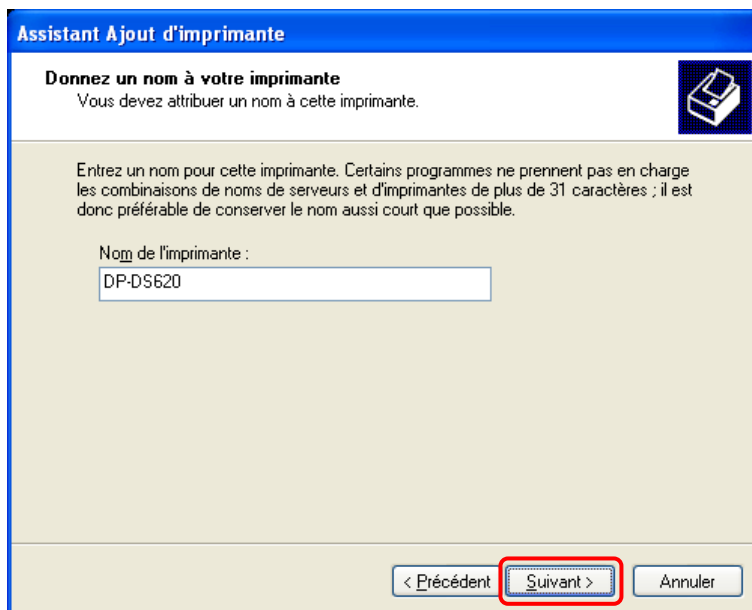 Assistant Ajout d'imprimante
Donnez un nom à votre imprimante
Vous devez attribuer un nom à cette imprimante.
Entrez un nom pour cette imprimante. Certains programmes ne prennent pas en charge
les combinaisons de noms de serveurs et d'imprimantes de plus de 31 caractères ; il est
donc préférable de conserver le nom aussi court que possible.
Nom de l'imprimante :
DP-DS620
< Précédent Suivant > Annuler